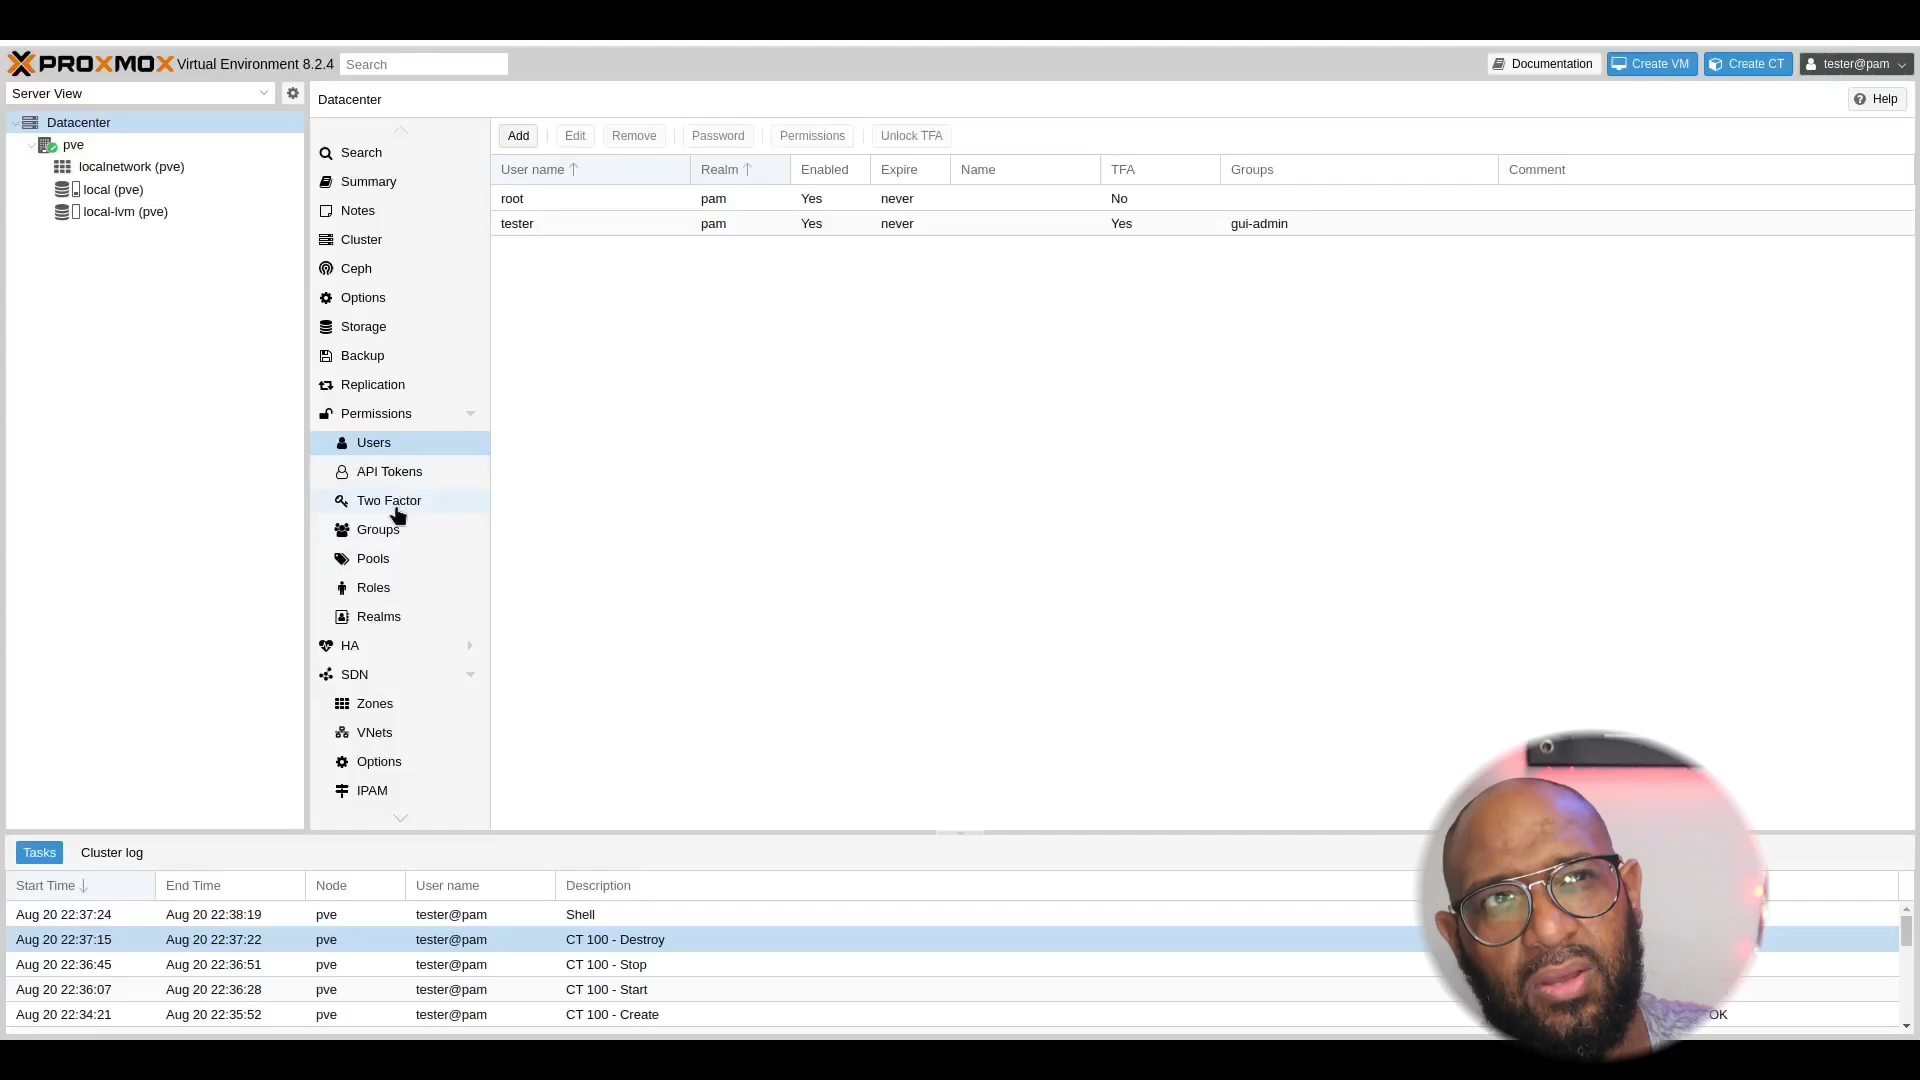 PROXMOX Virtual Environment 8.2.4 Search Documentation Create VM Create CT tester@pam
Server View
Datacenter
pve
localnetwork (pve)
local (pve)
local-lvm (pve)
Datacenter Help
Search
Summary
Notes
Cluster
Ceph
Options
Storage
Backup
Replication
Permissions
Users
API Tokens
Two Factor
Groups
Pools
Roles
Realms
HA
SDN
Zones
VNets
Options
IPAM
Add Edit Remove Password Permissions Unlock TFA
User name Realm Enabled Expire Name TFA Groups Comment
root pam Yes never No
tester pam Yes never Yes gui-admin
Tasks Cluster log
Start Time End Time Node User name Description
Aug 20 22:37:24 Aug 20 22:38:19 pve tester@pam Shell
Aug 20 22:37:15 Aug 20 22:37:22 pve tester@pam CT 100 - Destroy
Aug 20 22:36:45 Aug 20 22:36:51 pve tester@pam CT 100 - Stop
Aug 20 22:36:07 Aug 20 22:36:28 pve tester@pam CT 100 - Start
Aug 20 22:34:21 Aug 20 22:35:52 pve tester@pam CT 100 - Create OK